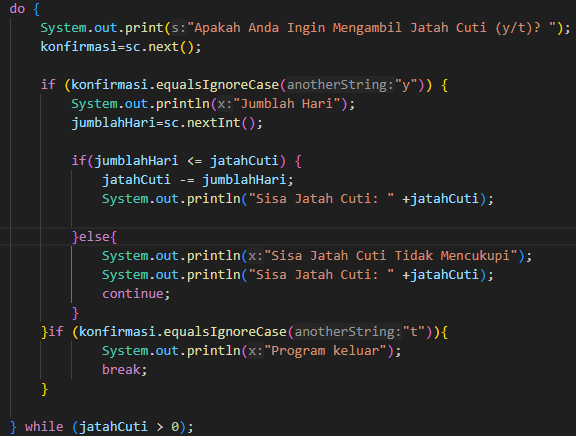 do {
    System.out.print(s:"Apakah Anda Ingin Mengambil Jatah Cuti (y/t)? ");
    konfirmasi=sc.next();
    if (konfirmasi.equalsIgnoreCase(anotherString:"y")) {
        System.out.println(x:"Jumblah Hari");
        jumblahHari=sc.nextInt();
        if(jumblahHari <= jatahCuti) {
            jatahCuti -= jumblahHari;
            System.out.println("Sisa Jatah Cuti: " +jatahCuti);
        }else{
            System.out.println(x:"Sisa Jatah Cuti Tidak Mencukupi");
            System.out.println("Sisa Jatah Cuti: " +jatahCuti);
            continue;
        }
    }if (konfirmasi.equalsIgnoreCase(anotherString:"t")){
            System.out.println(x:"Program keluar");
            break;
    }
} while (jatahCuti > 0);